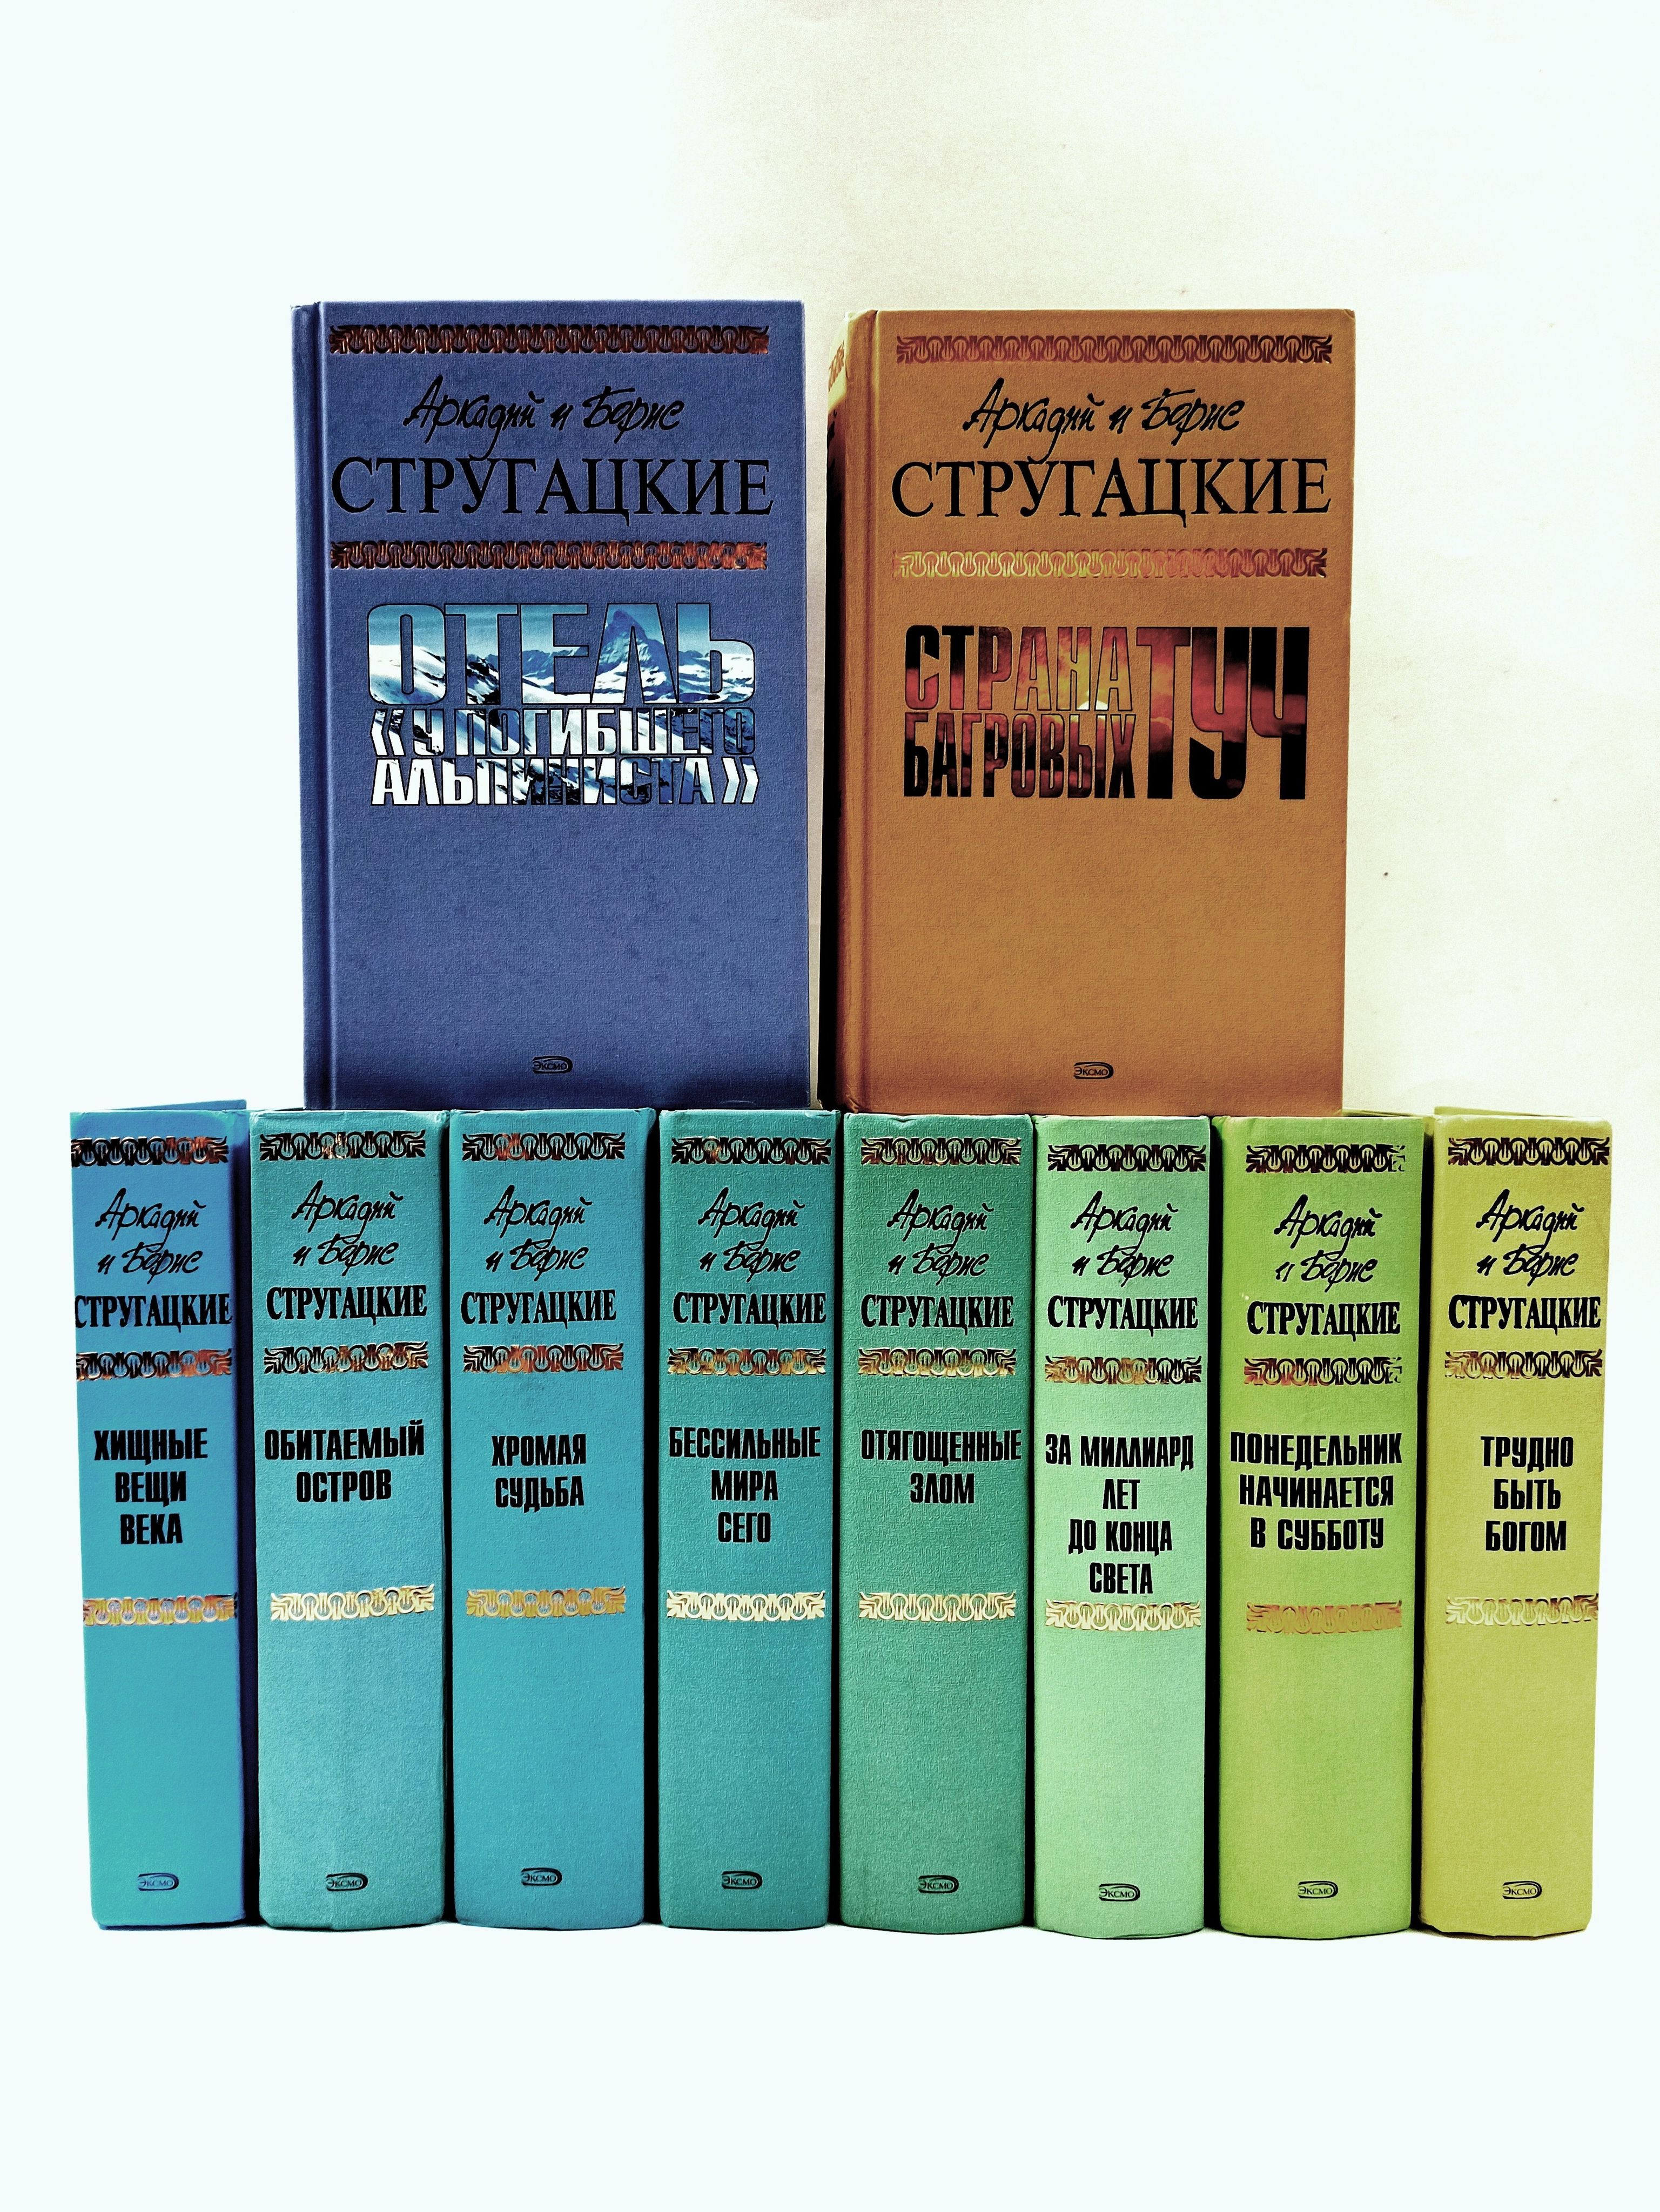 Аркадий и Борис
СТРУГАЦКИЕ
ОТЕЛЬ
«У ПОГИБШЕГО
АЛЬПИНИСТА»
ЭКСМО
Аркадий и Борис
СТРУГАЦКИЕ
СТРАНА
БАГРОВЫХ
ТУЧ
ЭКСМО
Аркадий
и Борис
СТРУГАЦКИЕ
ХИЩНЫЕ
ВЕЩИ
ВЕКА
ЭКСМО
Аркадий
и Борис
СТРУГАЦКИЕ
ОБИТАЕМЫЙ
ОСТРОВ
ЭКСМО
Аркадий
и Борис
СТРУГАЦКИЕ
ХРОМАЯ
СУДЬБА
ЭКСМО
Аркадий
и Борис
СТРУГАЦКИЕ
БЕССИЛЬНЫЕ
МИРА
СЕГО
ЭКСМО
Аркадий
и Борис
СТРУГАЦКИЕ
ОТЯГОЩЕННЫЕ
ЗЛОМ
ЭКСМО
Аркадий
и Борис
СТРУГАЦКИЕ
ЗА МИЛЛИАРД
ЛЕТ
ДО КОНЦА
СВЕТА
ЭКСМО
Аркадий
и Борис
СТРУГАЦКИЕ
ПОНЕДЕЛЬНИК
НАЧИНАЕТСЯ
В СУББОТУ
ЭКСМО
Аркадий
и Борис
СТРУГАЦКИЕ
ТРУДНО
БЫТЬ
БОГОМ
ЭКСМО